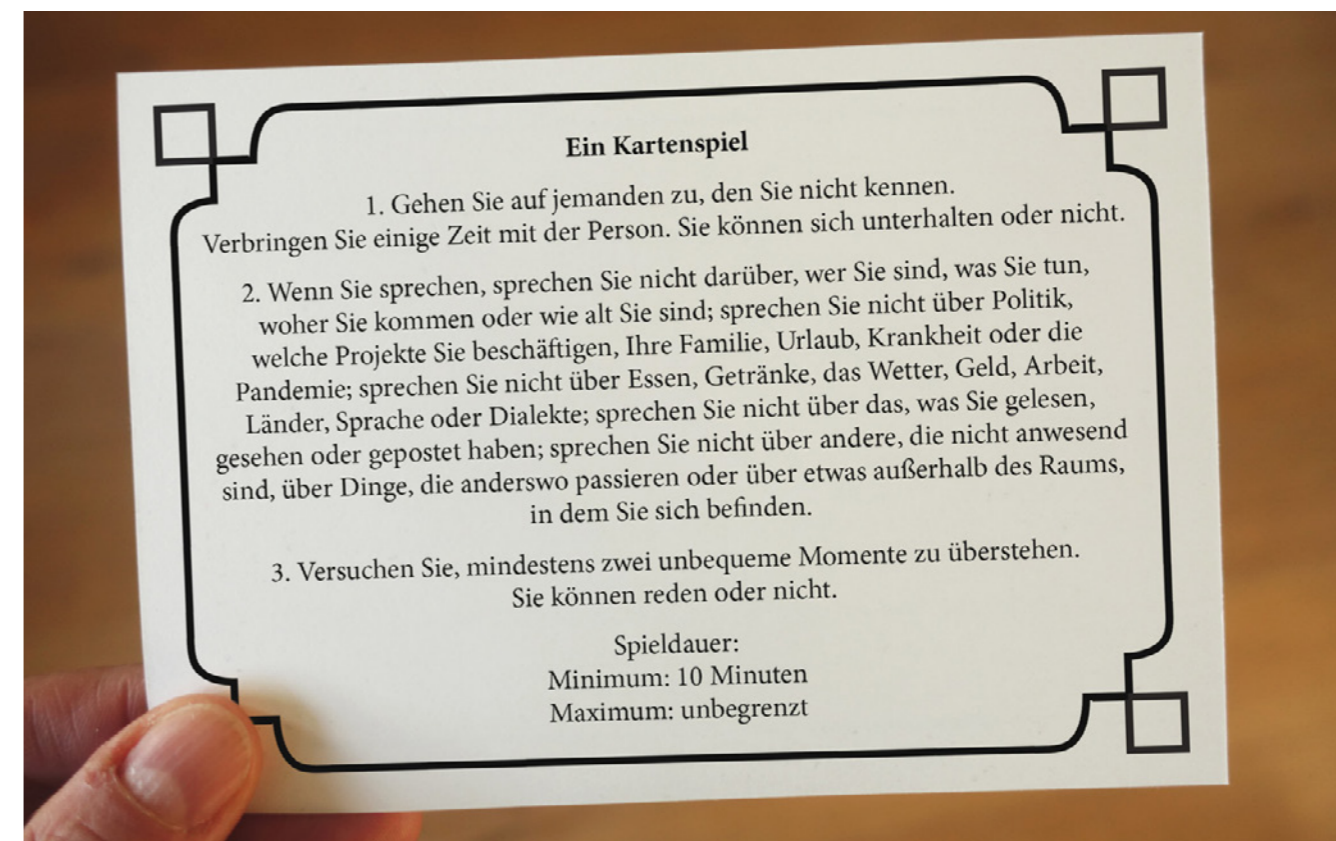 Ein Kartenspiel
1. Gehen Sie auf jemanden zu, den Sie nicht kennen.
Verbringen Sie einige Zeit mit der Person. Sie können sich unterhalten oder nicht.
2. Wenn Sie sprechen, sprechen Sie nicht darüber, wer Sie sind, was Sie tun,
woher Sie kommen oder wie alt Sie sind; sprechen Sie nicht über Politik,
welche Projekte Sie beschäftigen, Ihre Familie, Urlaub, Krankheit oder die
Pandemie; sprechen Sie nicht über Essen, Getränke, das Wetter, Geld, Arbeit,
Länder, Sprache oder Dialekte; sprechen Sie nicht über das, was Sie gelesen,
gesehen oder gepostet haben; sprechen Sie nicht über andere, die nicht anwesend
sind, über Dinge, die anderswo passieren oder über etwas außerhalb des Raums,
in dem Sie sich befinden.
3. Versuchen Sie, mindestens zwei unbequeme Momente zu überstehen.
Sie können reden oder nicht.
Spieldauer:
Minimum: 10 Minuten
Maximum: unbegrenzt